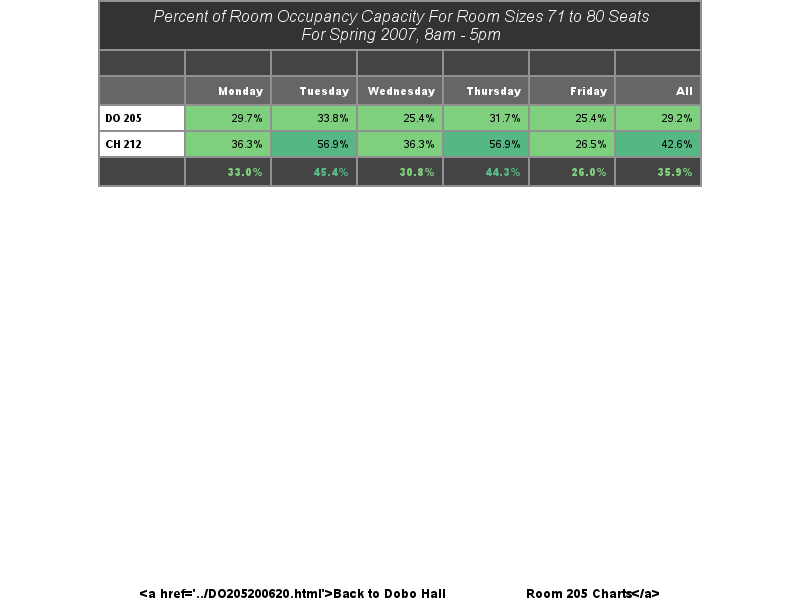 Percent of Room Occupancy Capacity For Room Sizes 71 to 80 Seats
For Spring 2007, 8am - 5pm
Monday Tuesday Wednesday Thursday Friday All
DO 205 29.7% 33.8% 25.4% 31.7% 25.4% 29.2%
CH 212 36.3% 56.9% 36.3% 56.9% 26.5% 42.6%
33.0% 45.4% 30.8% 44.3% 26.0% 35.9%
<a href='../DO205200620.html'>Back to Dobo Hall Room 205 Charts</a>